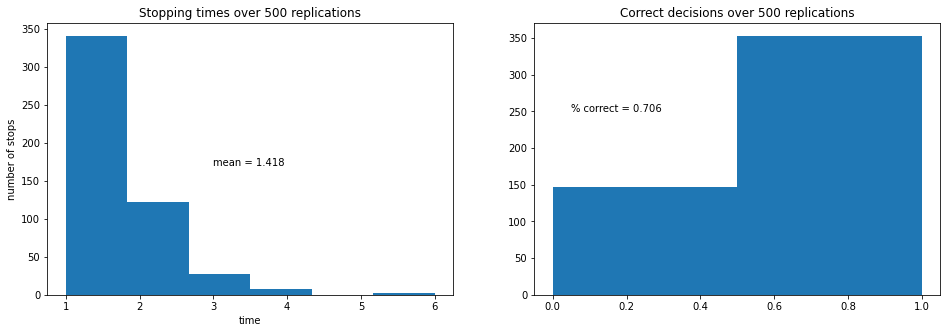 Stopping times over 500 replications
350
300
250
200
150
100
50
0
number of stops
mean = 1.418
1 2 3 4 5 6
time
Correct decisions over 500 replications
350
300
250
200
150
100
50
0
% correct = 0.706
0.0 0.2 0.4 0.6 0.8 1.0